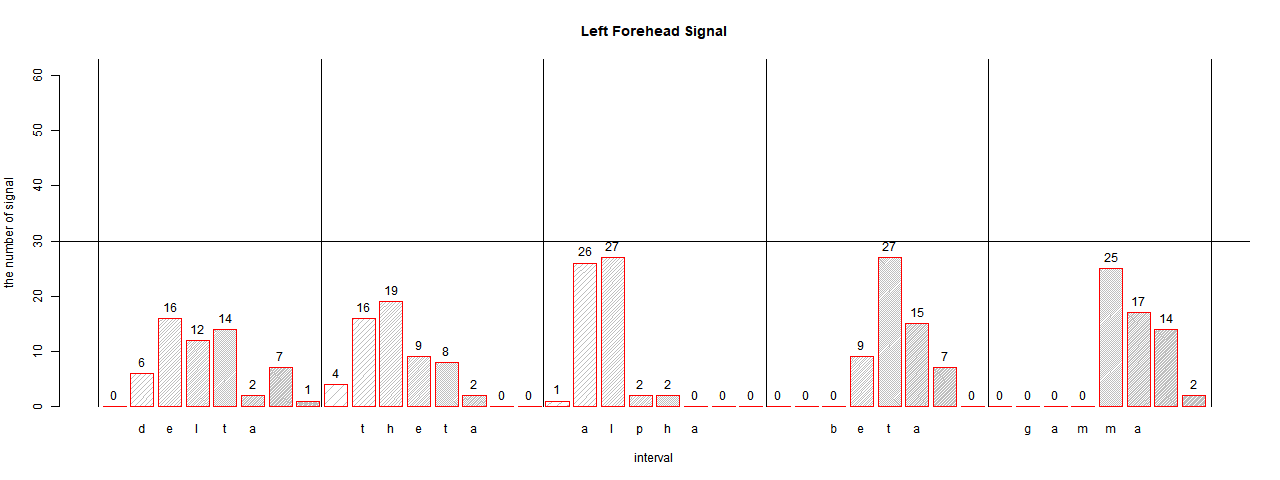 Left Forehead Signal
the number of signal
60
50
40
30
20
10
0
0 6 16 12 14 2 7 1 4 16 19 9 8 2 0 0 1 26 27 2 2 0 0 0 0 0 0 9 27 15 7 0 0 0 0 0 25 17 14 2
d e l t a t h e t a a l p h a b e t a g a m m a
interval